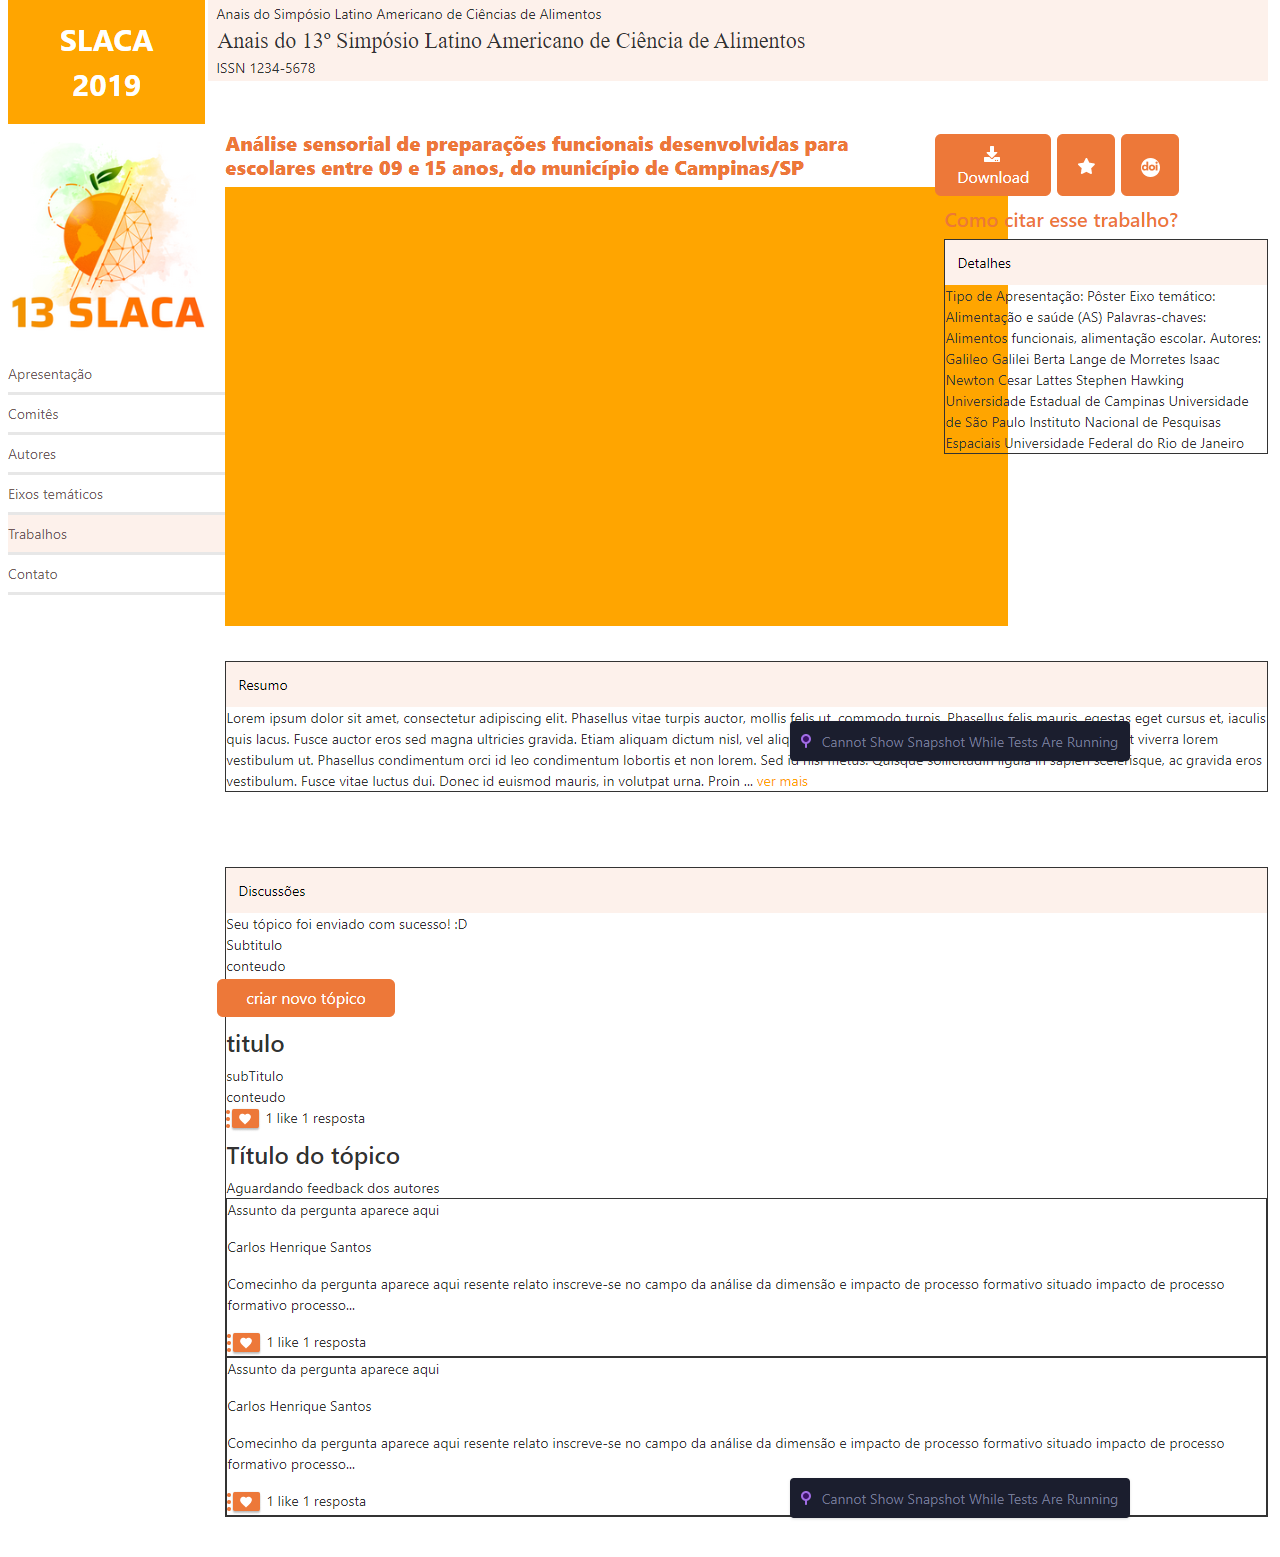 SLACA
2019
Anais do Simpósio Latino Americano de Ciências de Alimentos
Anais do 13º Simpósio Latino Americano de Ciência de Alimentos
ISSN 1234-5678
13 SLACA
Apresentação
Comitês
Autores
Eixos temáticos
Trabalhos
Contato
Análise sensorial de preparações funcionais desenvolvidas para
escolares entre 09 e 15 anos, do município de Campinas/SP
Download
doi
Como citar esse trabalho?
Detalhes
Tipo de Apresentação: Pôster Eixo temático:
Alimentação e saúde (AS) Palavras-chaves:
Alimentos funcionais, alimentação escolar. Autores:
Galileo Galilei Berta Lange de Morretes Isaac
Newton Cesar Lattes Stephen Hawking
Universidade Estadual de Campinas Universidade
de São Paulo Instituto Nacional de Pesquisas
Espaciais Universidade Federal do Rio de Janeiro
Resumo
Lorem ipsum dolor sit amet, consectetur adipiscing elit. Phasellus vitae turpis auctor, mollis felis ut, commodo turpis. Phasellus felis mauris, egestas eget cursus et, iaculis
quis lacus. Fusce auctor eros sed magna ultricies gravida. Etiam aliquam dictum nisl, vel viverra lorem
Cannot Show Snapshot While Tests Are Running
vestibulum ut. Phasellus condimentum orci id leo condimentum lobortis et non lorem. Sed id nisi metus. Quisque sollicitudin ligula in sapien scelerisque, ac gravida eros
vestibulum. Fusce vitae luctus dui. Donec id euismod mauris, in volutpat urna. Proin ... ver mais
Discussões
Seu tópico foi enviado com sucesso! :D
Subtitulo
conteudo
criar novo tópico
titulo
subTitulo
conteudo
1 like 1 resposta
Título do tópico
Aguardando feedback dos autores
Assunto da pergunta aparece aqui
Carlos Henrique Santos
Comecinho da pergunta aparece aqui resente relato inscreve-se no campo da análise da dimensão e impacto de processo formativo situado impacto de processo
formativo processo...
1 like 1 resposta
Assunto da pergunta aparece aqui
Carlos Henrique Santos
Comecinho da pergunta aparece aqui resente relato inscreve-se no campo da análise da dimensão e impacto de processo formativo situado impacto de processo
formativo processo...
1 like 1 resposta
Cannot Show Snapshot While Tests Are Running